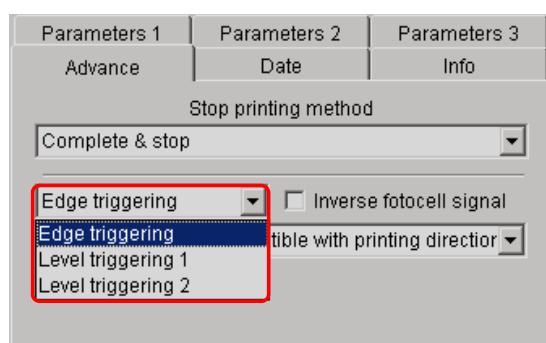 Parameters 1 Parameters 2 Parameters 3
Advance Date Info
Stop printing method
Complete & stop
Edge triggering Inverse fotocell signal
Edge triggering tible with printing direction
Level triggering 1
Level triggering 2